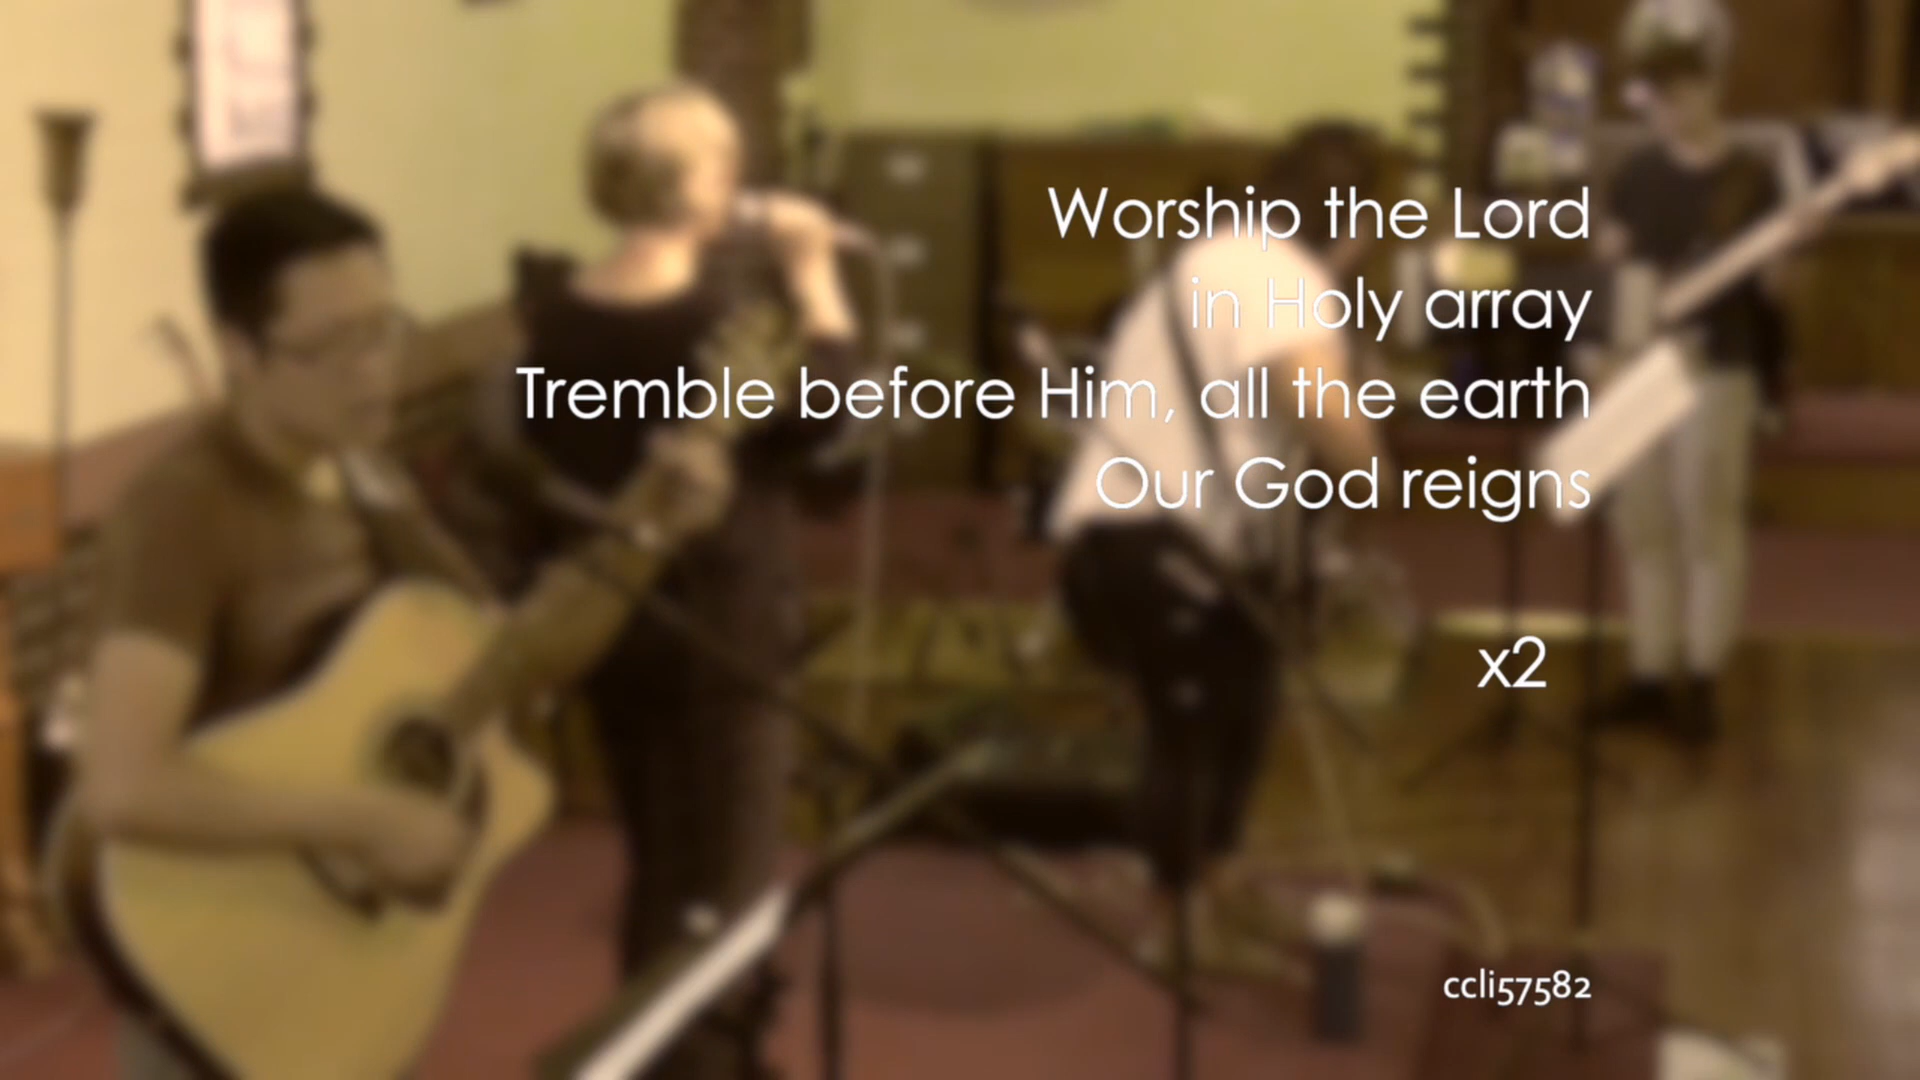 Worship the Lord
in Holy array
Tremble before Him, all the earth
Our God reigns
x2
ccli57582